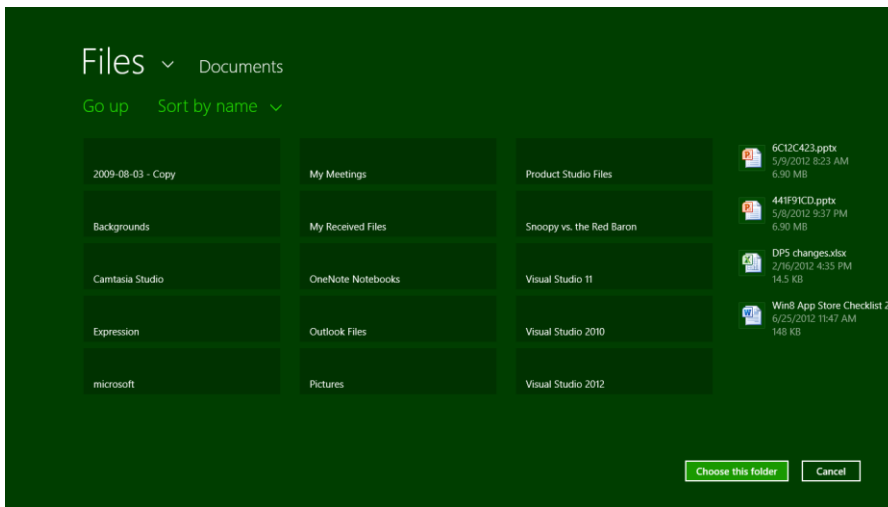 Files Documents
Go up Sort by name
2009-08-03 - Copy
Backgrounds
Camtasia Studio
Expression
microsoft
My Meetings
My Received Files
OneNote Notebooks
Outlook Files
Pictures
Product Studio Files
Snoopy vs. the Red Baron
Visual Studio 11
Visual Studio 2010
Visual Studio 2012
6C12C423.pptx
5/9/2012 8:23 AM
6.90 MB
441F91CD.pptx
5/8/2012 9:37 PM
6.90 MB
DP5 changes.xlsx
2/16/2012 4:35 PM
14.5 KB
Win8 App Store Checklist 2
6/25/2012 11:47 AM
148 KB
Choose this folder Cancel